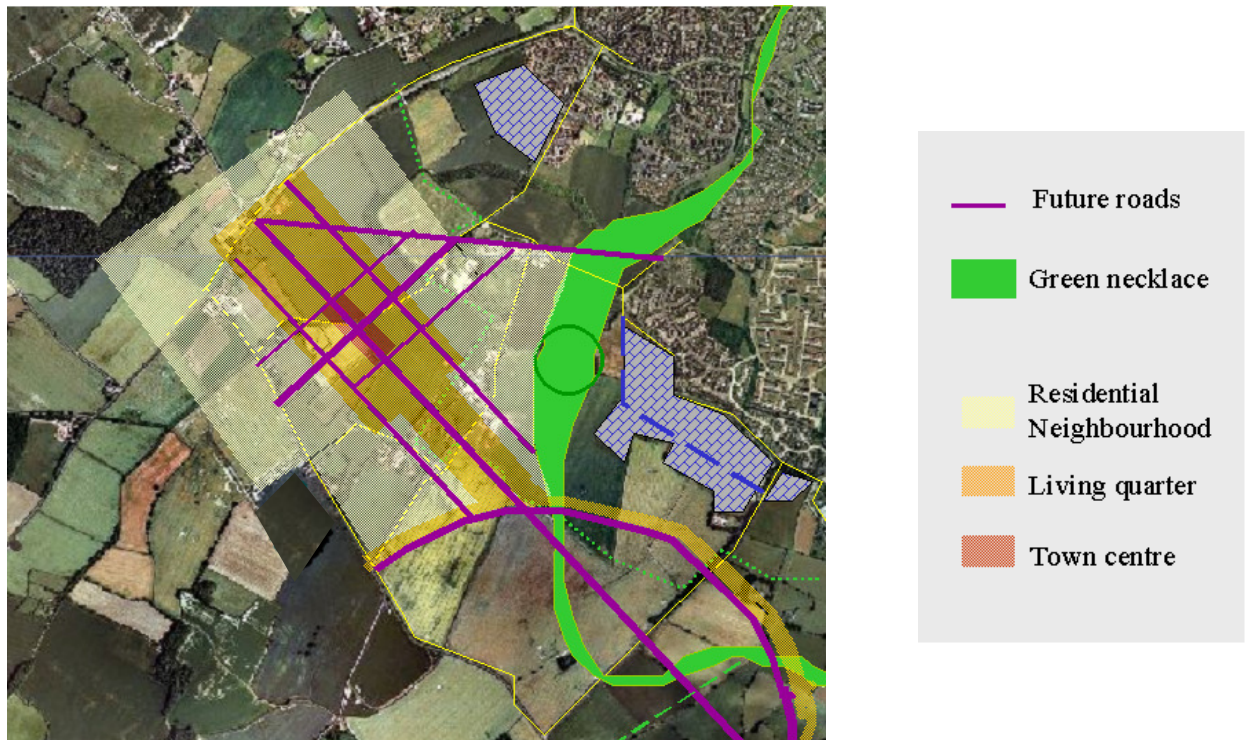 Future roads
Green necklace
Residential
Neighbourhood
Living quarter
Town centre